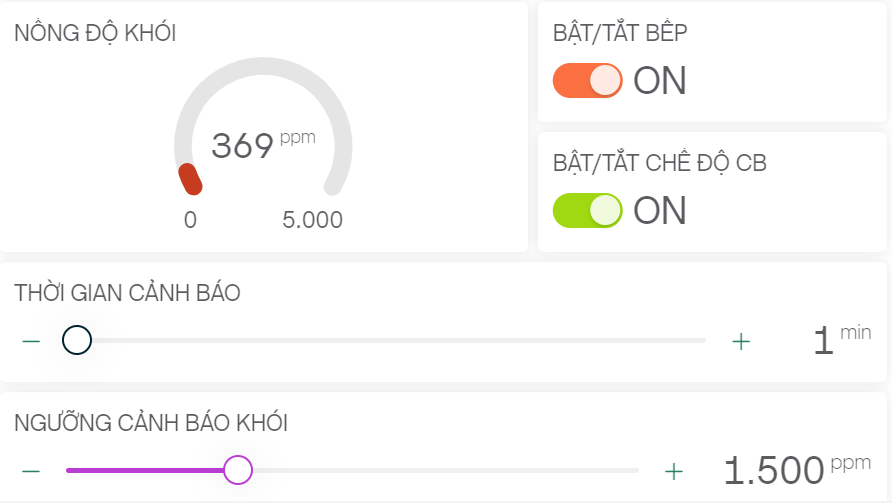 NỒNG ĐỘ KHÓI
369 ppm
0
5.000
BẬT/TẮT BẾP
ON
BẬT/TẮT CHẾ ĐỘ CB
ON
THỜI GIAN CẢNH BÁO
− + 1 min
NGƯỠNG CẢNH BÁO KHÓI
− + 1.500 ppm